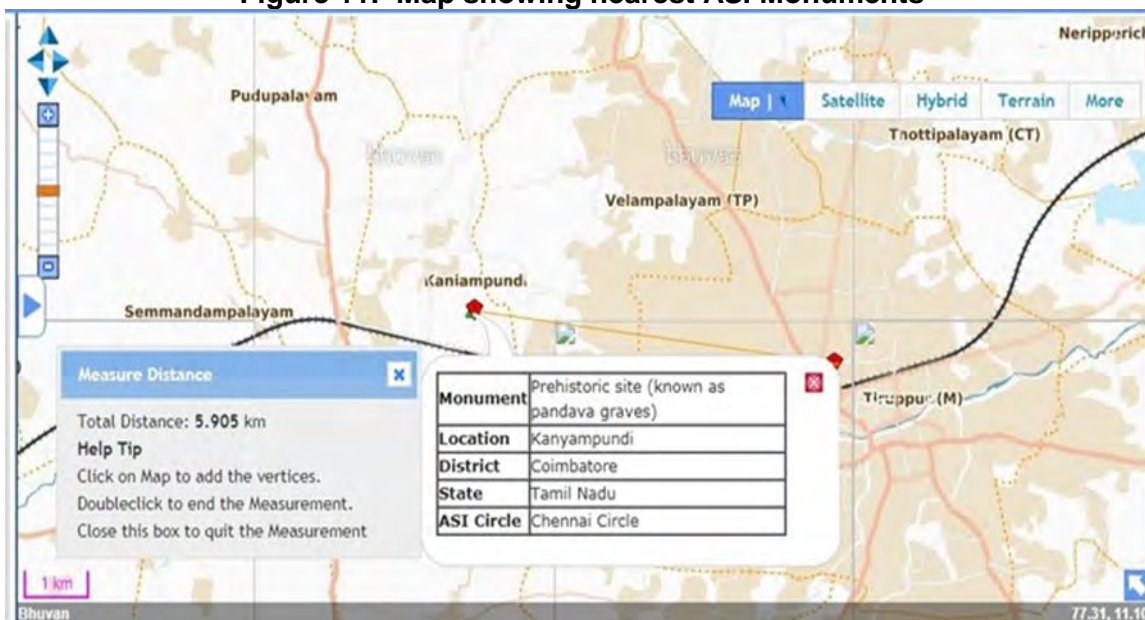 Figure 11: Map showing nearest ASI Monuments
Neripperich
Pudupalayam
Map |
Satellite
Hybrid
Terrain
More
Thottipalayam (CT)
Bhuvan
Bhuvan
Velampalayam (TP)
Kaniampundi
Semmandampalayam
Measure Distance
Total Distance: 5.905 km
Help Tip
Click on Map to add the vertices.
Doubleclick to end the Measurement.
Close this box to quit the Measurement
Monument Prehistoric site (known as
pandava graves)
Location Kanyampundi
District Coimbatore
State Tamil Nadu
ASI Circle Chennai Circle
Tiruppur (M)
1 km
Bhuvan
77.31, 11.10